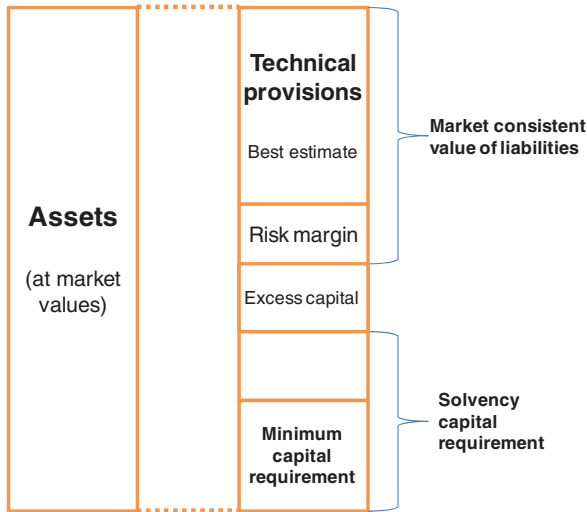 Assets
(at market
values)
Technical
provisions
Best estimate
Risk margin
Excess capital
Minimum
capital
requirement
Market consistent
value of liabilities
Solvency
capital
requirement